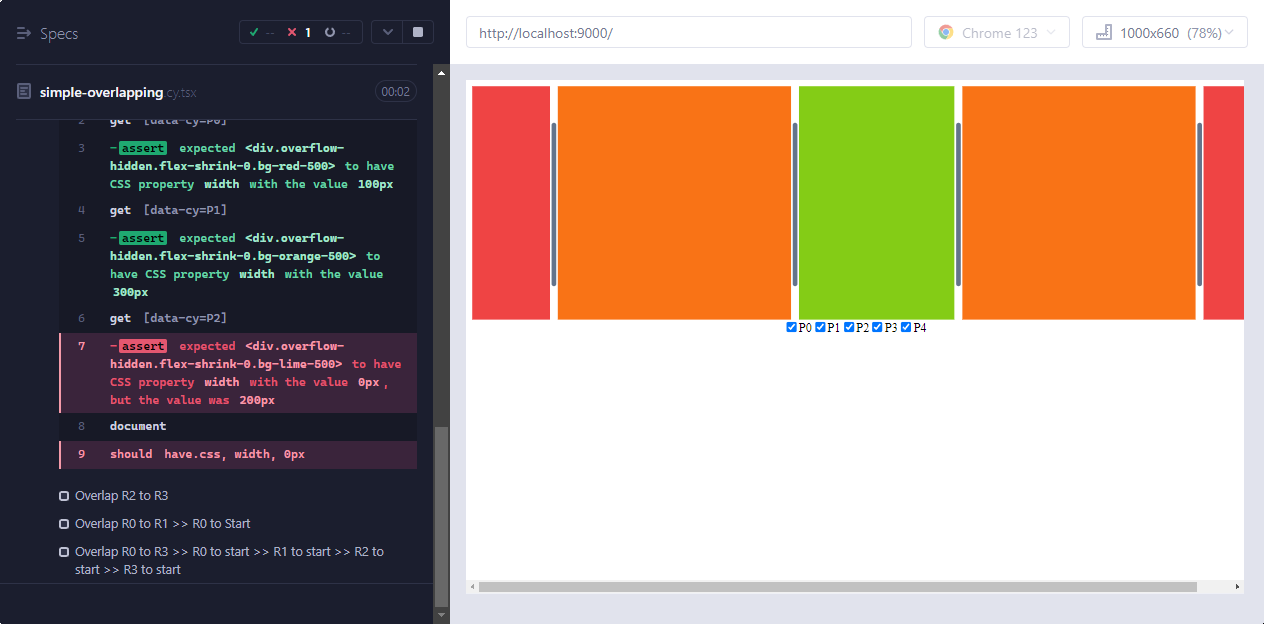 Specs
-- 1 --
simple-overlapping.cy.tsx 00:02
2 get [data-cy=P0]
3 -assert expected <div.overflow-
hidden.flex-shrink-0.bg-red-500> to have
CSS property width with the value 100px
4 get [data-cy=P1]
5 -assert expected <div.overflow-
hidden.flex-shrink-0.bg-orange-500> to
have CSS property width with the value
300px
6 get [data-cy=P2]
7 -assert expected <div.overflow-
hidden.flex-shrink-0.bg-lime-500> to have
CSS property width with the value 0px,
but the value was 200px
8 document
9 should have.css, width, 0px
Overlap R2 to R3
Overlap R0 to R1 >> R0 to Start
Overlap R0 to R3 >> R0 to start >> R1 to start >> R2 to
start >> R3 to start
http://localhost:9000/
Chrome 123
1000x660 (78%)
P0 P1 P2 P3 P4